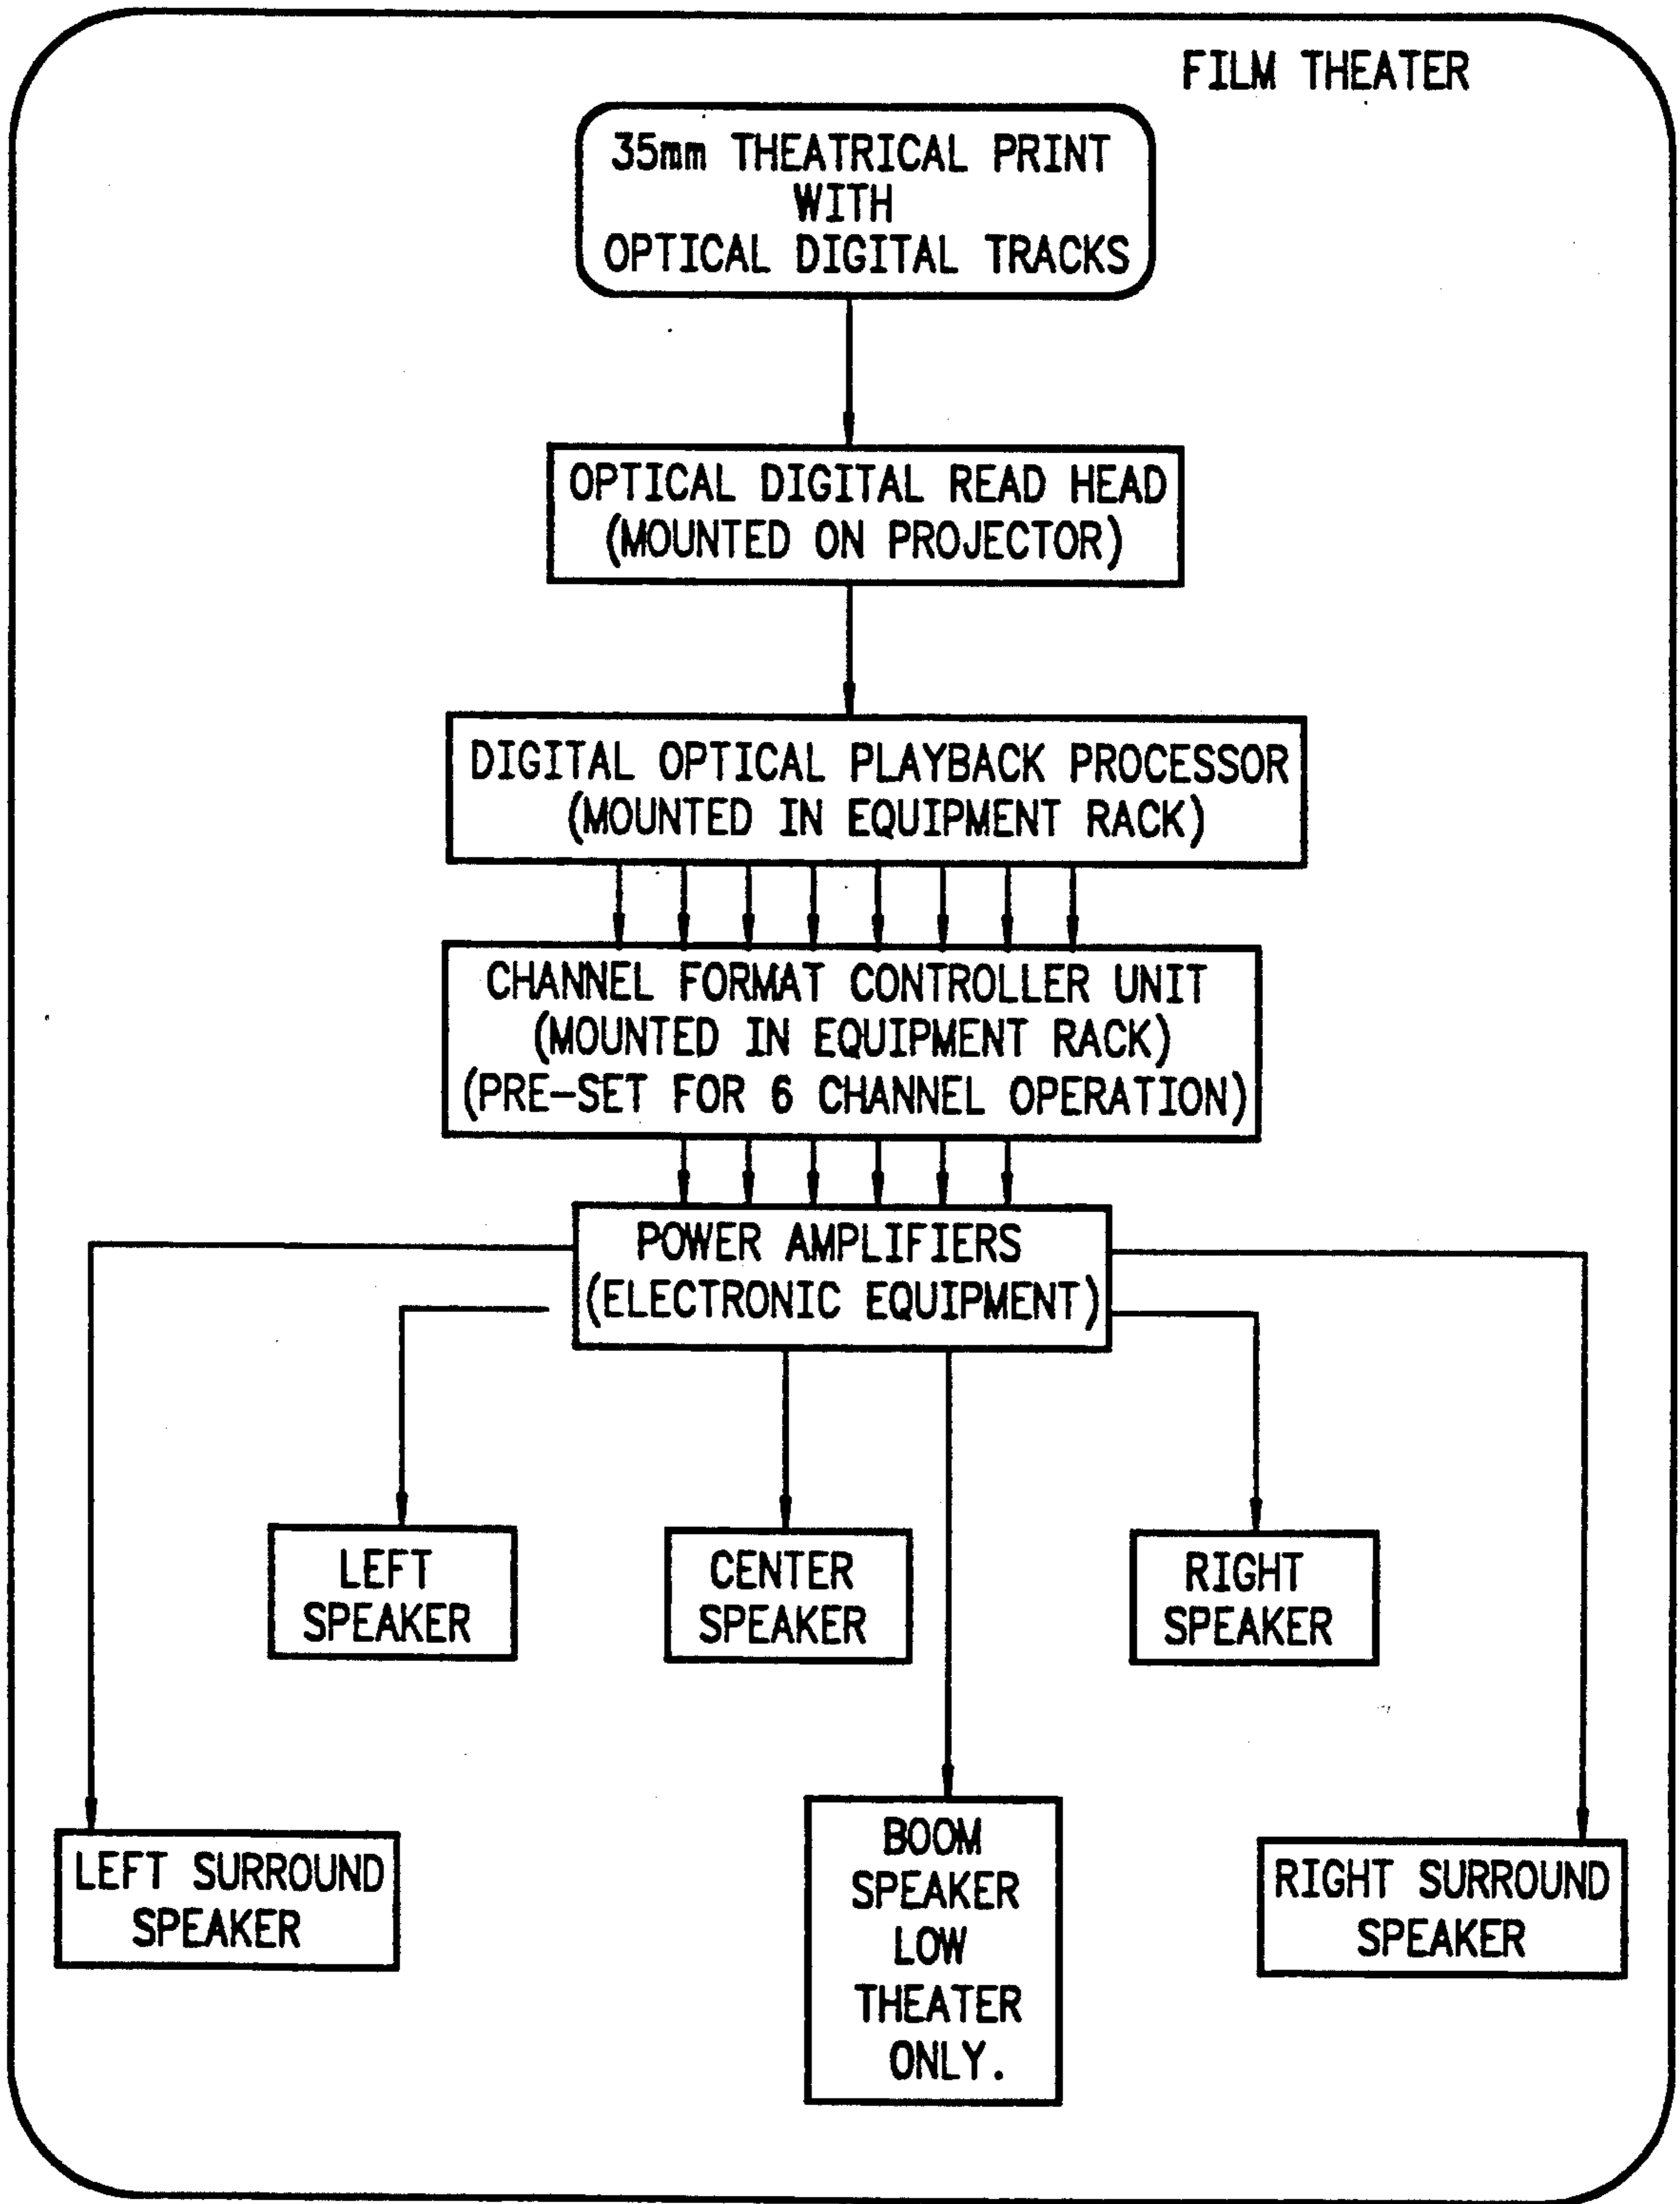 FILM THEATER
35mm THEATRICAL PRINT
WITH
OPTICAL DIGITAL TRACKS
OPTICAL DIGITAL READ HEAD
(MOUNTED ON PROJECTOR)
DIGITAL OPTICAL PLAYBACK PROCESSOR
(MOUNTED IN EQUIPMENT RACK)
CHANNEL FORMAT CONTROLLER UNIT
(MOUNTED IN EQUIPMENT RACK)
(PRE-SET FOR 6 CHANNEL OPERATION)
POWER AMPLIFIERS
(ELECTRONIC EQUIPMENT)
LEFT
SPEAKER
CENTER
SPEAKER
RIGHT
SPEAKER
LEFT SURROUND
SPEAKER
BOOM
SPEAKER
LOW
THEATER
ONLY.
RIGHT SURROUND
SPEAKER